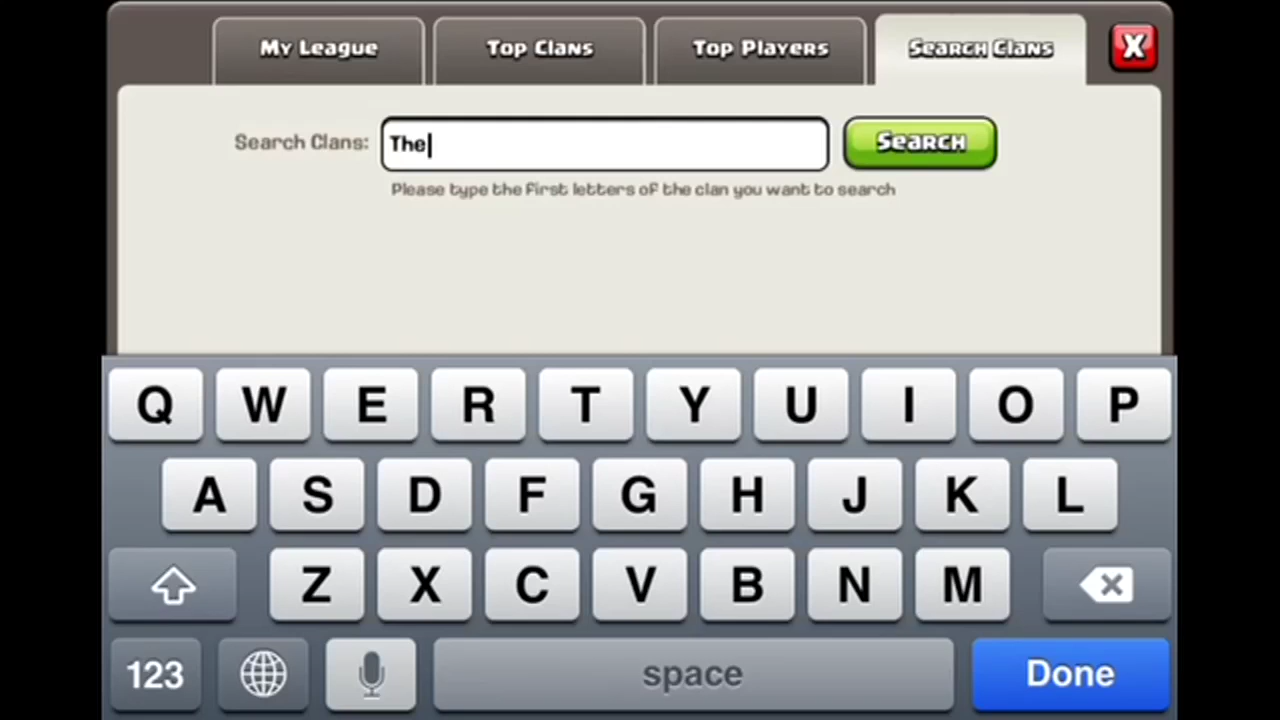 My League Top Clans Top Players Search Clans X
Search Clans: The Search
Please type the first letters of the clan you want to search
Q W E R T Y U I O P
A S D F G H J K L
Z X C V B N M
123 space Done